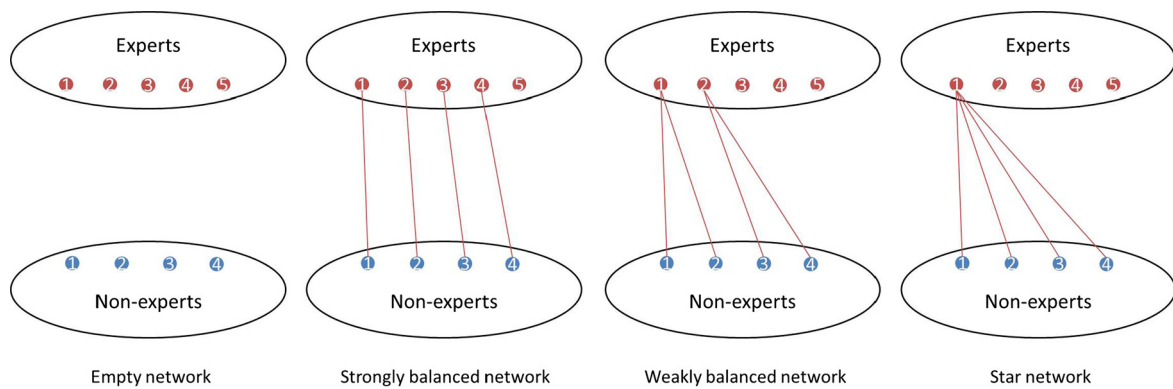 Experts Experts Experts Experts
1 2 3 4 5 1 2 3 4 5 1 2 3 4 5 1 2 3 4 5
1 2 3 4 1 2 3 4 1 2 3 4 1 2 3 4
Non-experts Non-experts Non-experts Non-experts
Empty network Strongly balanced network Weakly balanced network Star network